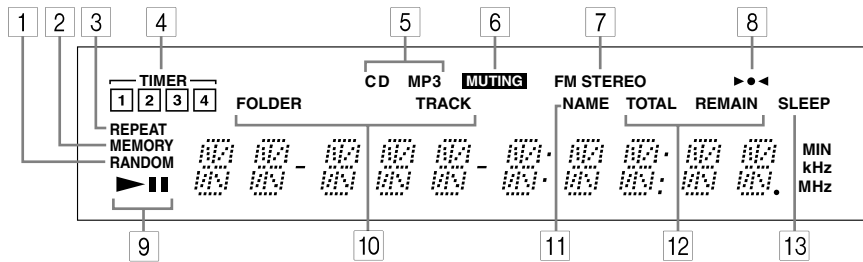 1 2 3 4 5 6 7 8
TIMER
1 2 3 4
CD MP3 MUTING FM STEREO
FOLDER TRACK NAME TOTAL REMAIN SLEEP
REPEAT
MEMORY
RANDOM
MIN
kHz
MHz
9 10 11 12 13